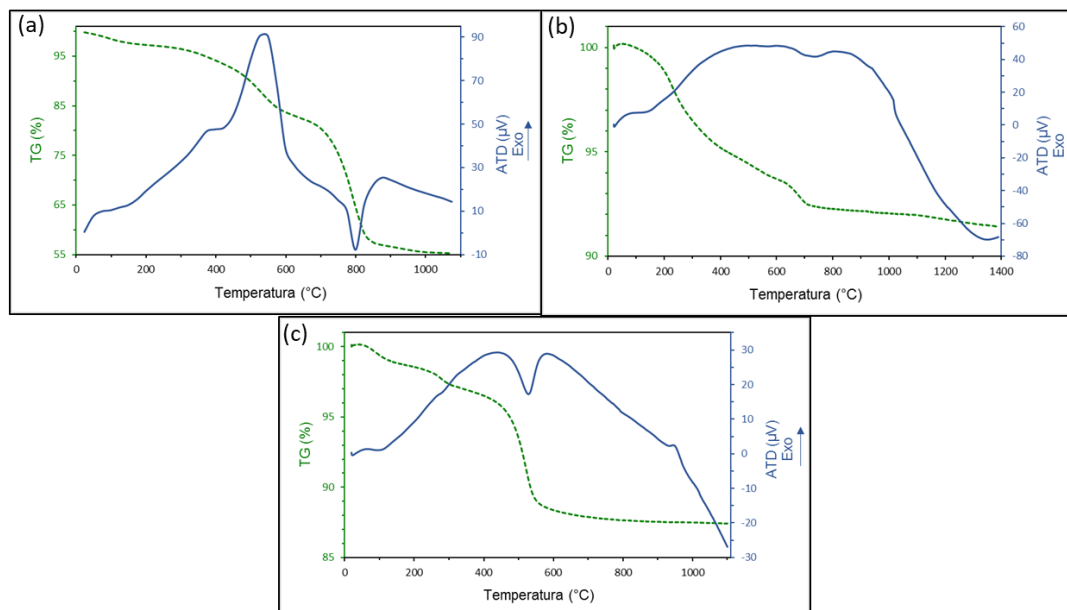 (a)
TG (%)
95
85
75
65
55
90
70
50
30
10
-10
ATD (µV)
Exo
0 200 400 600 800 1000
Temperatura (°C)
(b)
TG (%)
100
95
90
60
40
20
0
-20
-40
-60
-80
ATD (µV)
Exo
0 200 400 600 800 1000 1200 1400
Temperatura (°C)
(c)
TG (%)
100
95
90
85
30
20
10
0
-10
-20
-30
ATD (µV)
Exo
0 200 400 600 800 1000
Temperatura (°C)